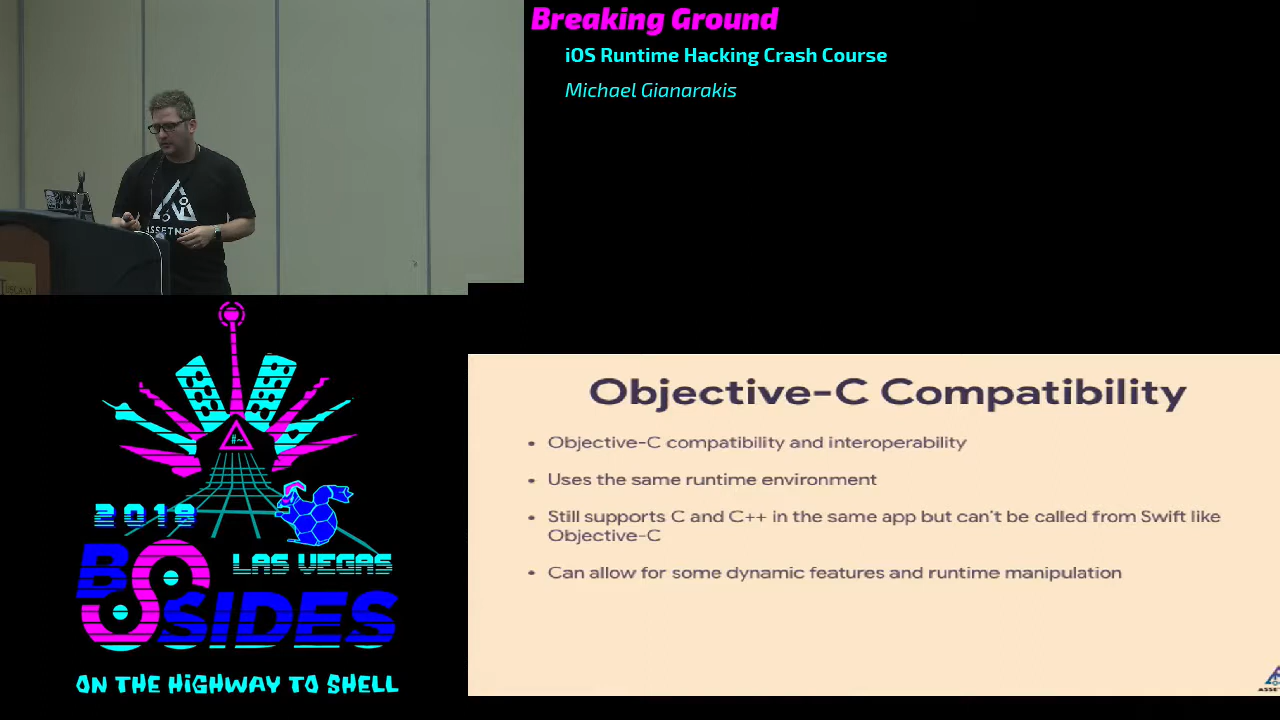 Breaking Ground
iOS Runtime Hacking Crash Course
Michael Gianarakis
#~
2019
LAS VEGAS
BSIDES
ON THE HIGHWAY TO SHELL
Objective-C Compatibility
• Objective-C compatibility and interoperability
• Uses the same runtime environment
• Still supports C and C++ in the same app but can't be called from Swift like
Objective-C
• Can allow for some dynamic features and runtime manipulation